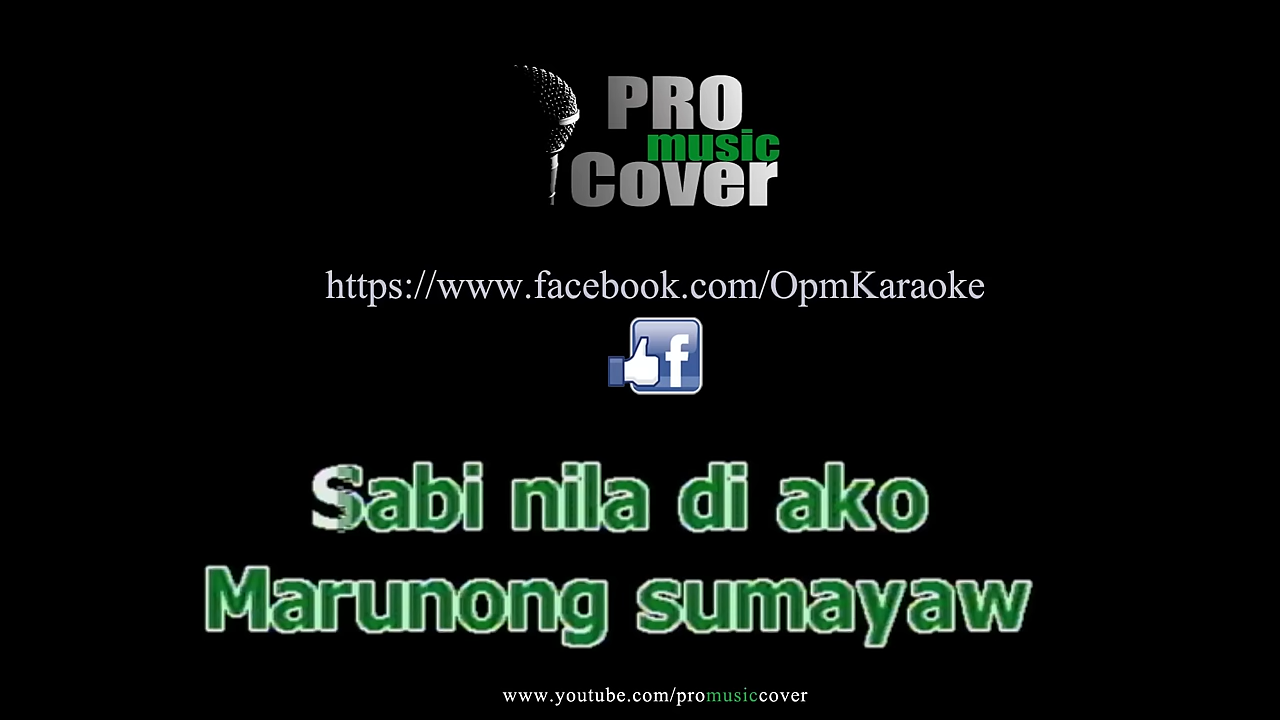 PRO
music
Cover
https://www.facebook.com/OpmKaraoke
f
Sabi nila di ako
Marunong sumayaw
www.youtube.com/promusiccover